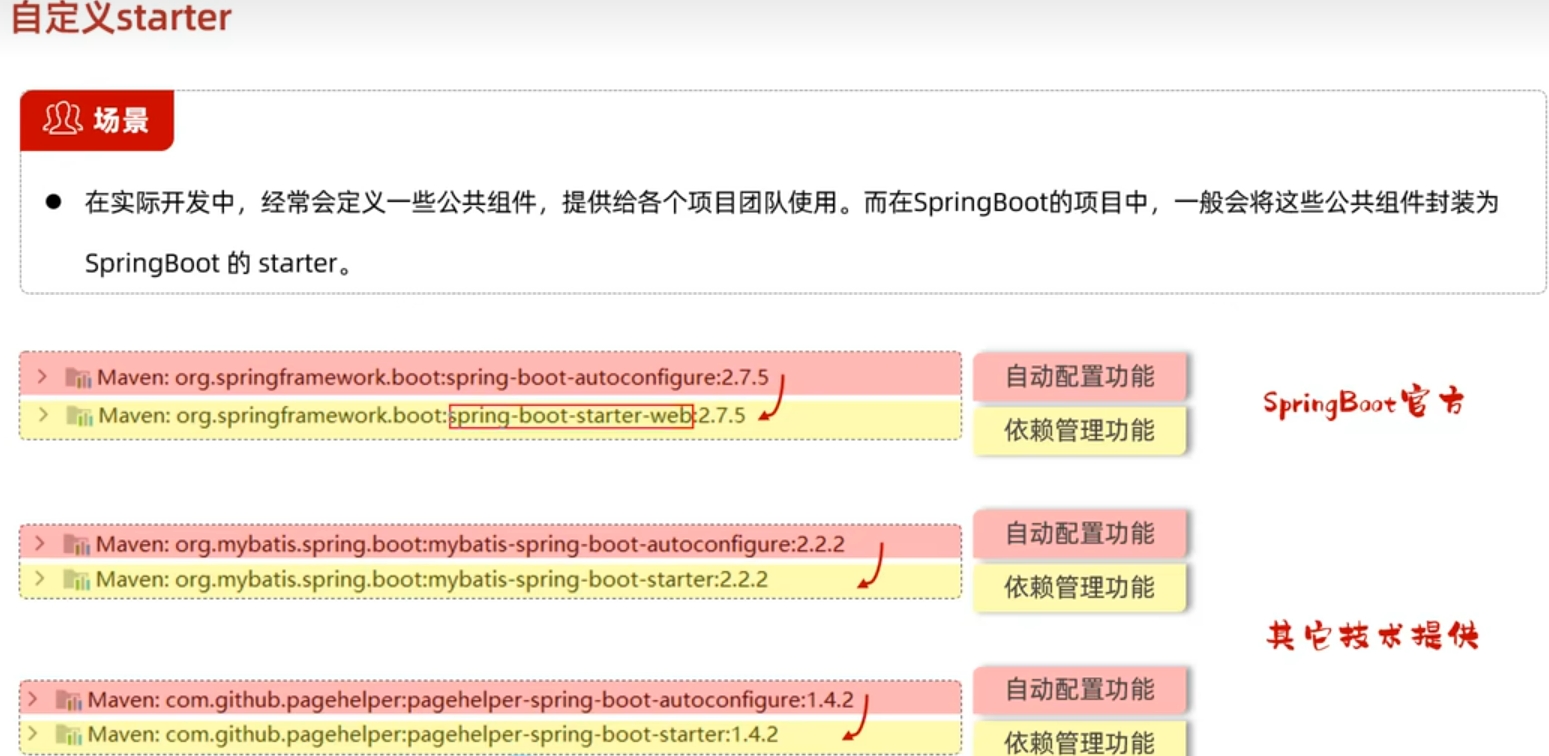 自定义starter
场景
● 在实际开发中，经常会定义一些公共组件，提供给各个项目团队使用。而在SpringBoot的项目中，一般会将这些公共组件封装为
SpringBoot 的 starter。
Maven: org.springframework.boot:spring-boot-autoconfigure:2.7.5
自动配置功能
Maven: org.springframework.boot:spring-boot-starter-web:2.7.5
依赖管理功能
SpringBoot官方
Maven: org.mybatis.spring.boot:mybatis-spring-boot-autoconfigure:2.2.2
自动配置功能
Maven: org.mybatis.spring.boot:mybatis-spring-boot-starter:2.2.2
依赖管理功能
其它技术提供
Maven: com.github.pagehelper:pagehelper-spring-boot-autoconfigure:1.4.2
自动配置功能
Maven: com.github.pagehelper:pagehelper-spring-boot-starter:1.4.2
依赖管理功能